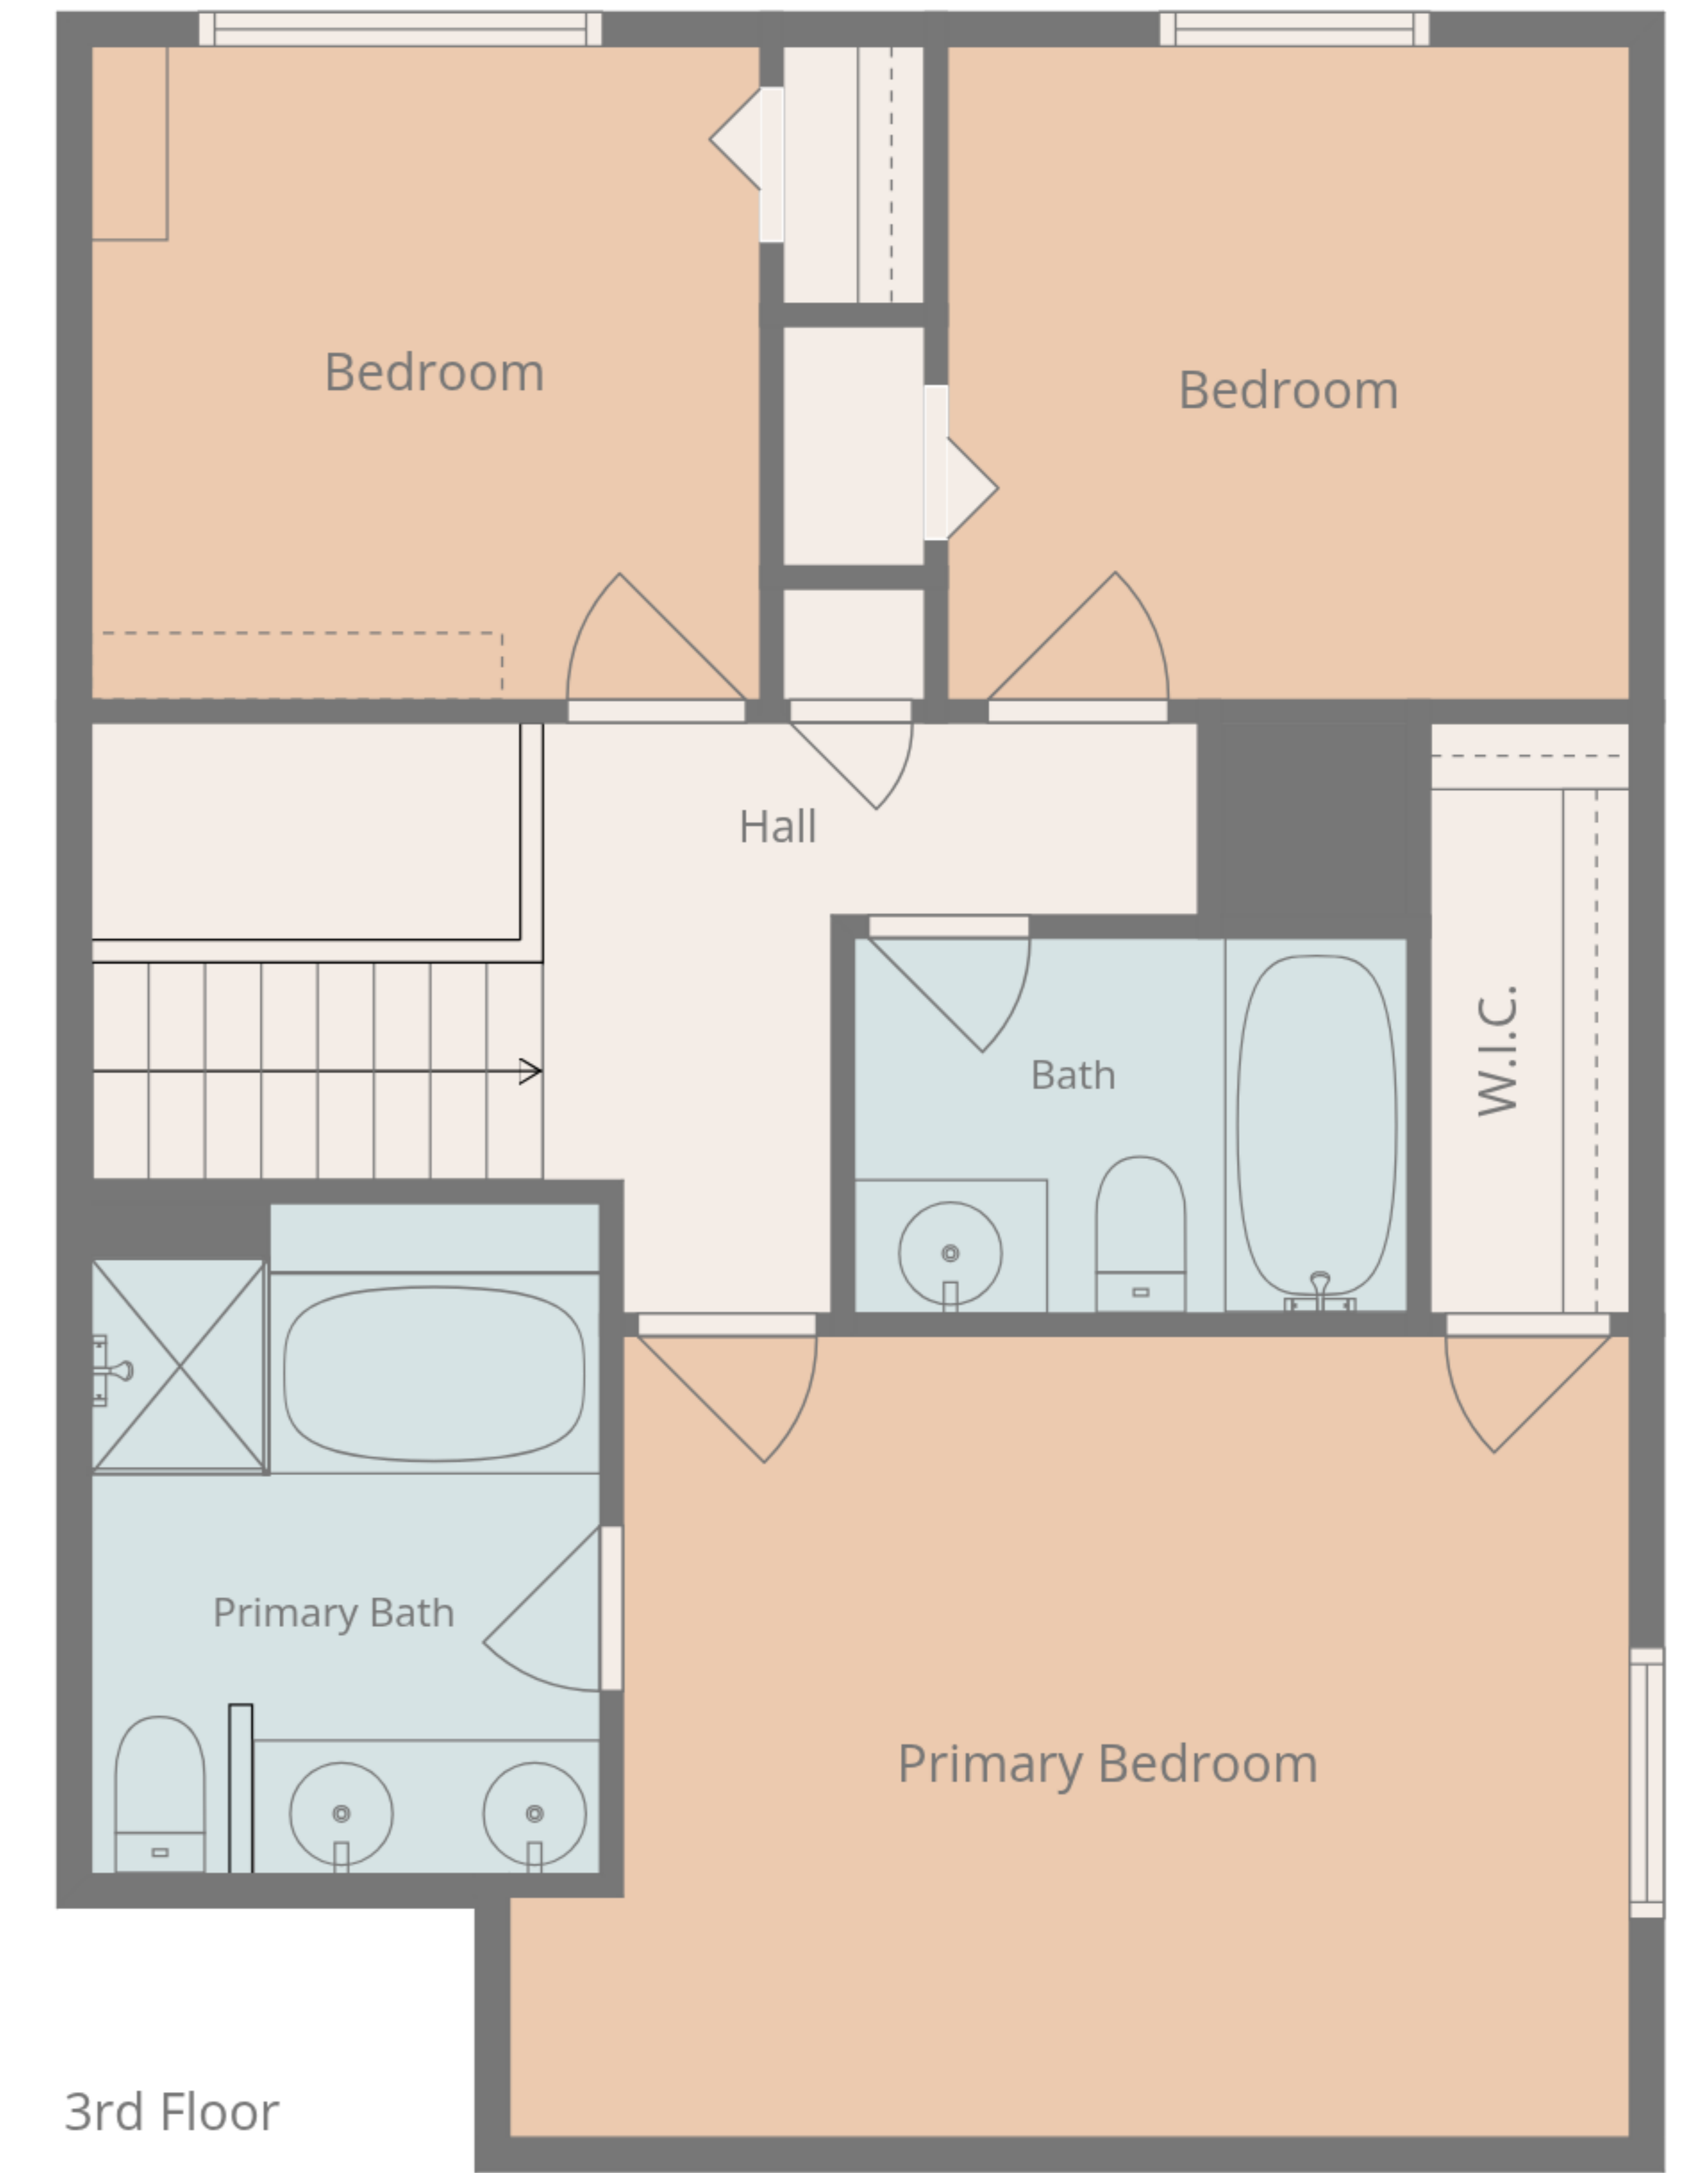 Bedroom
Bedroom
Hall
W.I.C.
Bath
Primary Bath
Primary Bedroom
3rd Floor